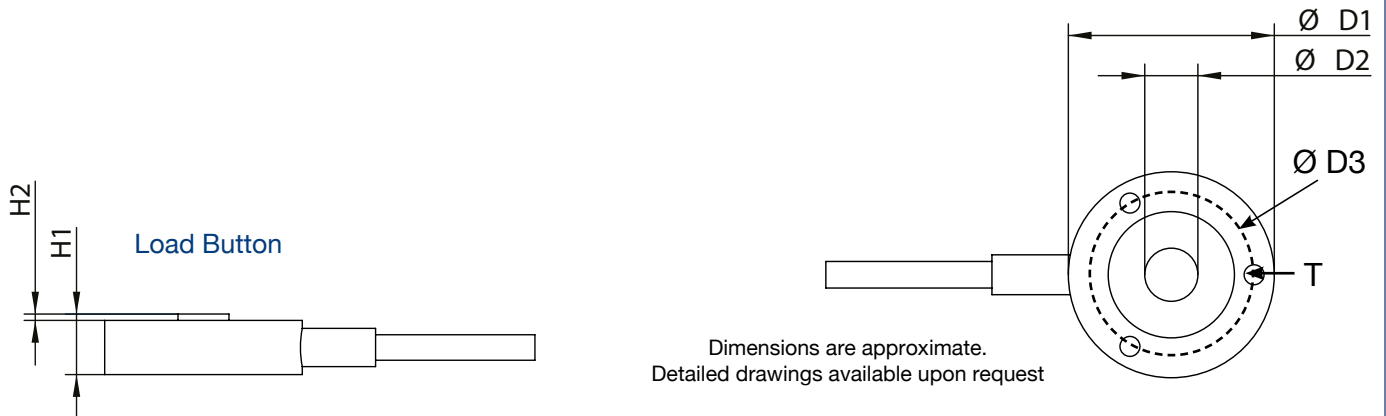 Ø D1
Ø D2
Ø D3
T
H2
H1
Load Button
Dimensions are approximate.
Detailed drawings available upon request